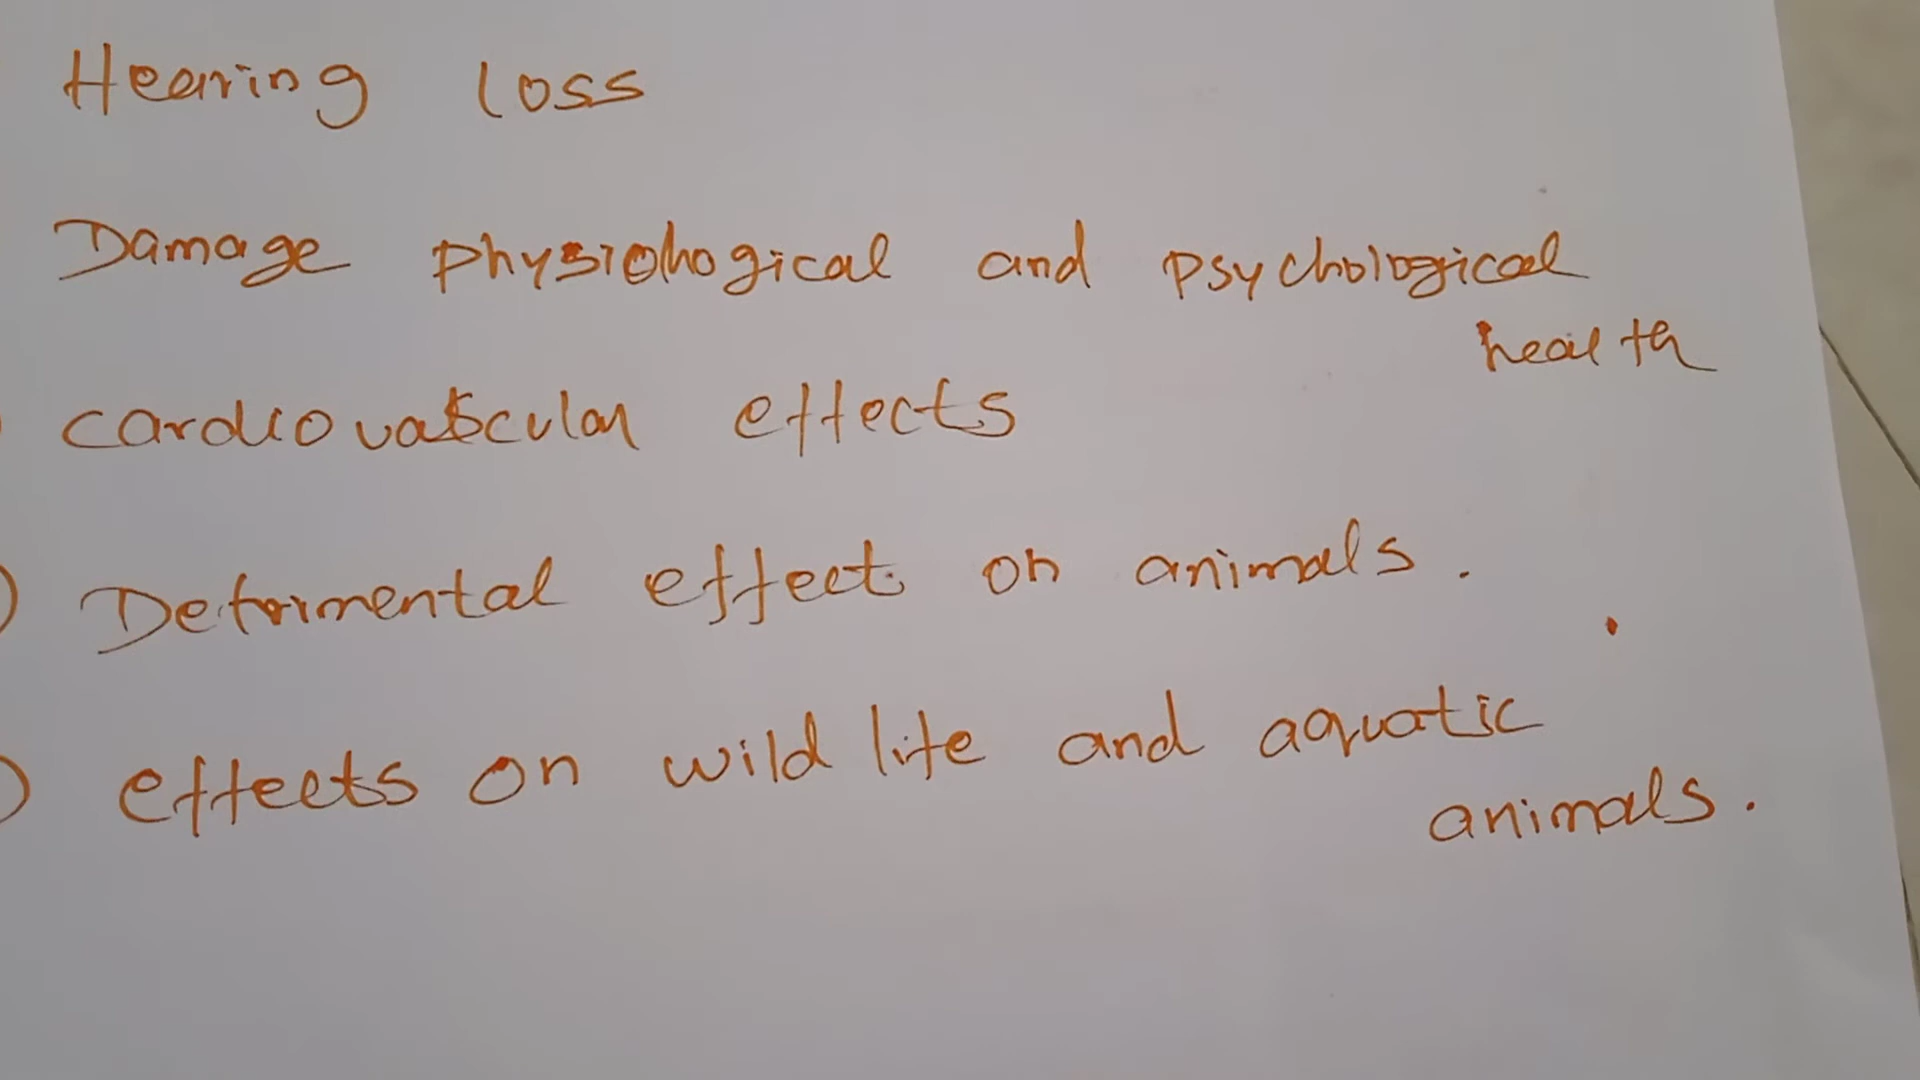 Hearing loss
Damage physiological and psychological
health
cardiovascular effects
) Detrimental effect on animals.
) effects on wild life and aquatic
animals.